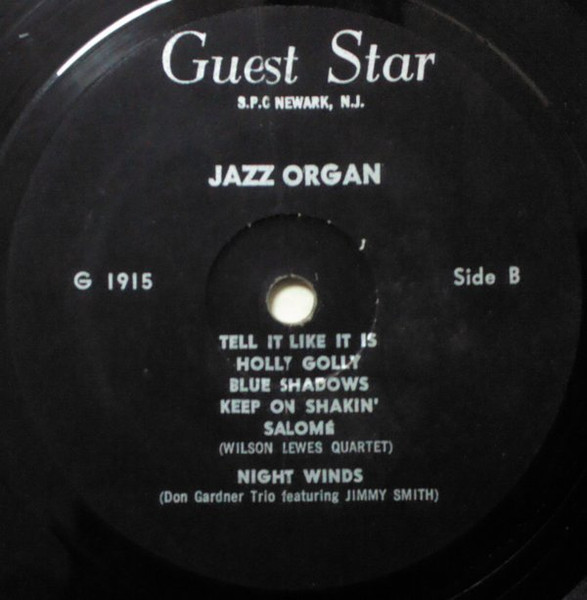 Guest Star
S.P.C NEWARK, N.J.
JAZZ ORGAN
G 1915
Side B
TELL IT LIKE IT IS
HOLLY GOLLY
BLUE SHADOWS
KEEP ON SHAKIN'
SALOMÉ
(WILSON LEWES QUARTET)
NIGHT WINDS
(Don Gardner Trio featuring JIMMY SMITH)